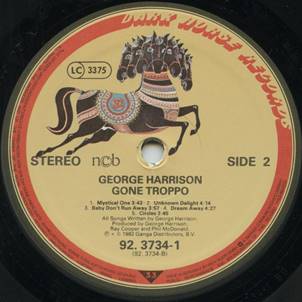 DARK HORSE RECORDS
LC 3375
STEREO n©b SIDE 2
GEORGE HARRISON
GONE TROPPO
1. Mystical One 3:42 2. Unknown Delight 4:14
3. Baby Don't Run Away 3:57 4. Dream Away 4:27
5. Circles 3:45
All Songs Written by George Harrison.
Produced by George Harrison,
Ray Cooper and Phil McDonald
℗ © 1982 Ganga Distributors, B.V.
92. 3734-1
(92. 3734-B)
33